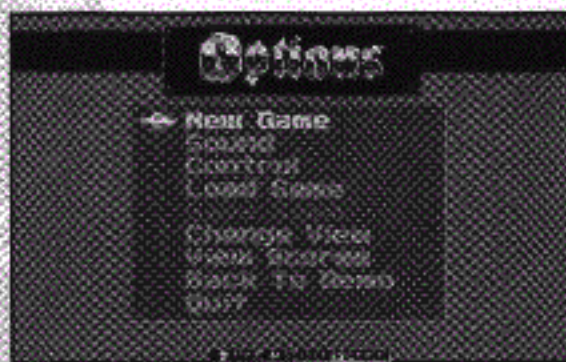 Options
New Game
Sound
Control
Load Game
Change View
View Scores
Back To Demo
Quit